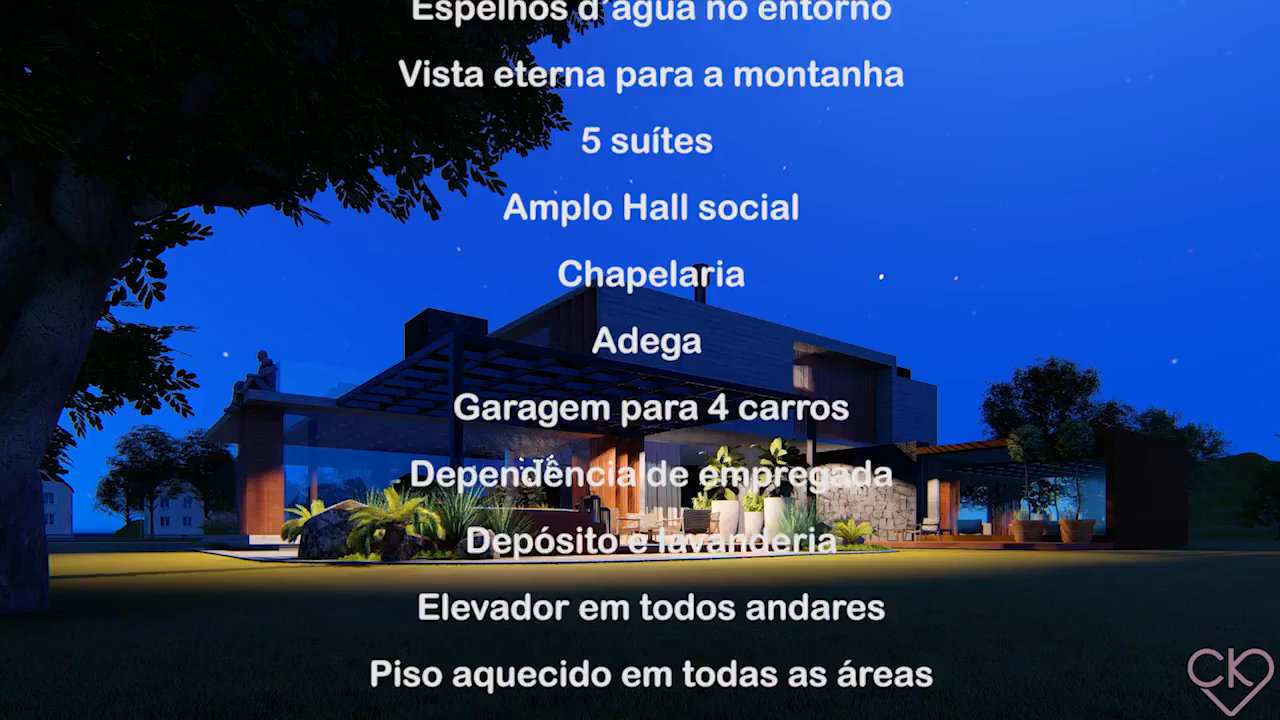 Espelhos d'água no entorno
Vista eterna para a montanha
5 suítes
Amplo Hall social
Chapelaria
Adega
Garagem para 4 carros
Dependência de empregada
Depósito e lavanderia
Elevador em todos andares
Piso aquecido em todas as áreas
CK